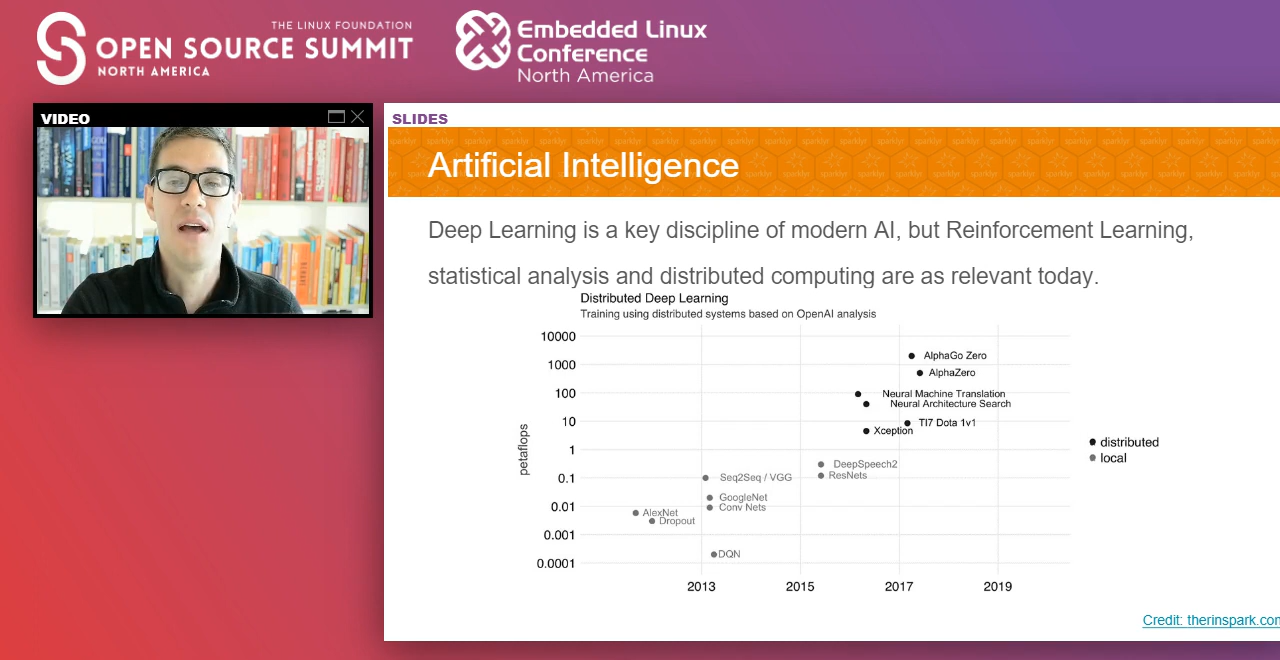 THE LINUX FOUNDATION
OPEN SOURCE SUMMIT
NORTH AMERICA
Embedded Linux
Conference
North America
VIDEO
SLIDES
Artificial Intelligence
Deep Learning is a key discipline of modern AI, but Reinforcement Learning,
statistical analysis and distributed computing are as relevant today.
Distributed Deep Learning
Training using distributed systems based on OpenAI analysis
petaflops
10000
1000
100
10
1
0.1
0.01
0.001
0.0001
AlphaGo Zero
AlphaZero
Neural Machine Translation
Neural Architecture Search
TI7 Dota 1v1
Xception
DeepSpeech2
ResNets
Seq2Seq / VGG
GoogleNet
Conv Nets
AlexNet
Dropout
DQN
2013
2015
2017
2019
distributed
local
Credit: therinspark.com